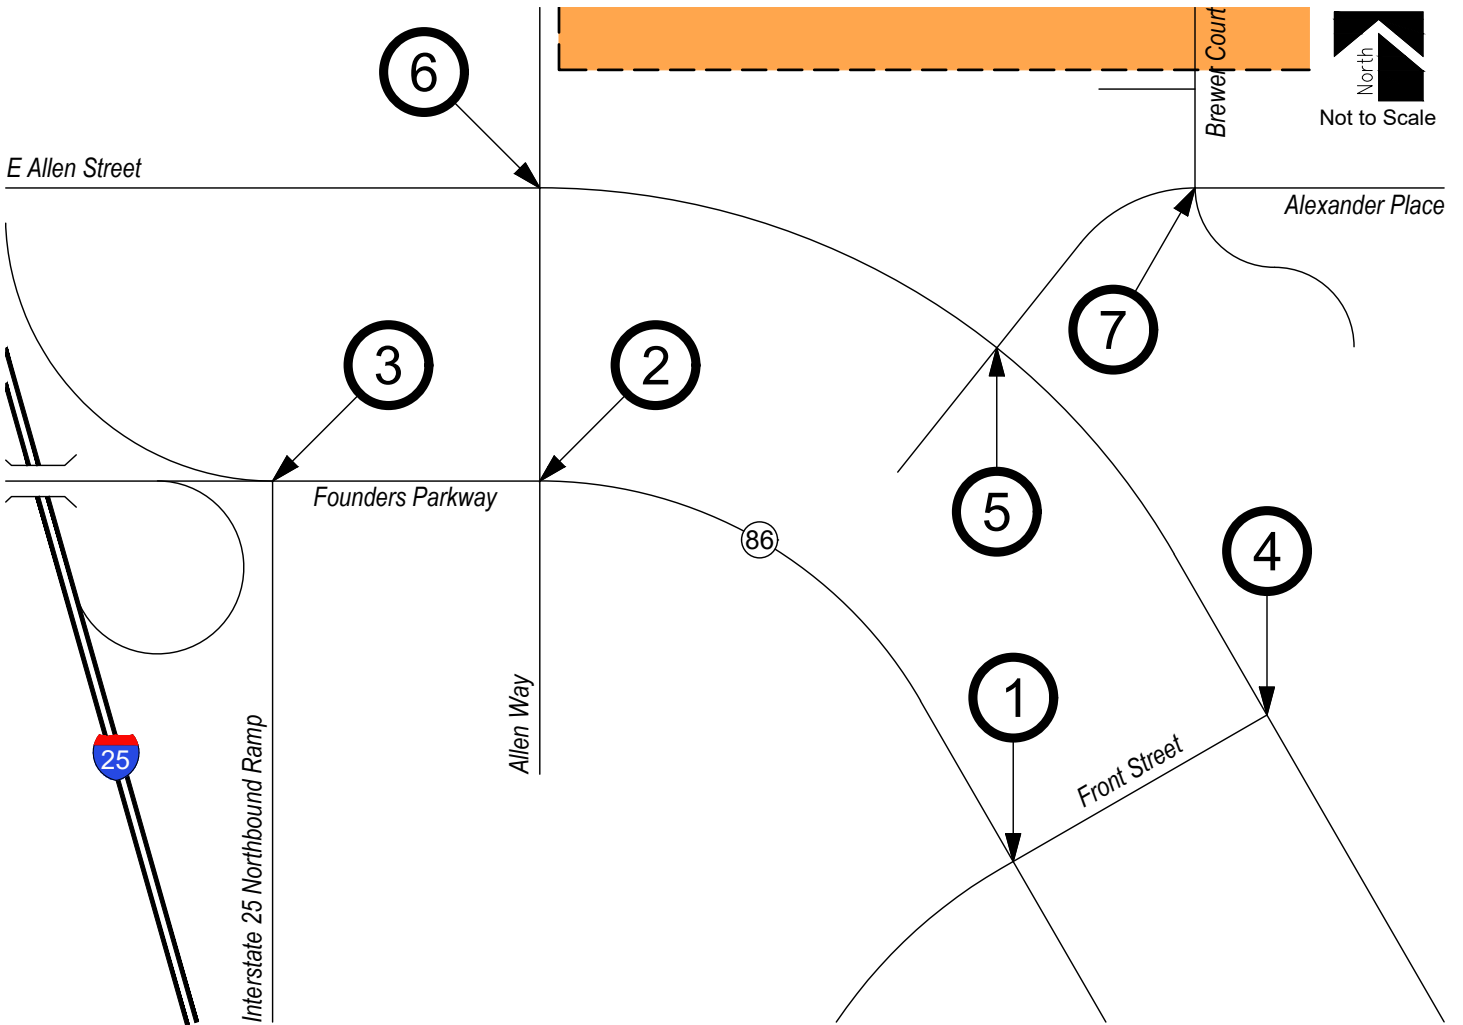 6
Brewer Court
North
Not to Scale
E Allen Street
Alexander Place
7
3
2
Founders Parkway
5
86
4
1
Allen Way
Front Street
Interstate 25 Northbound Ramp
25